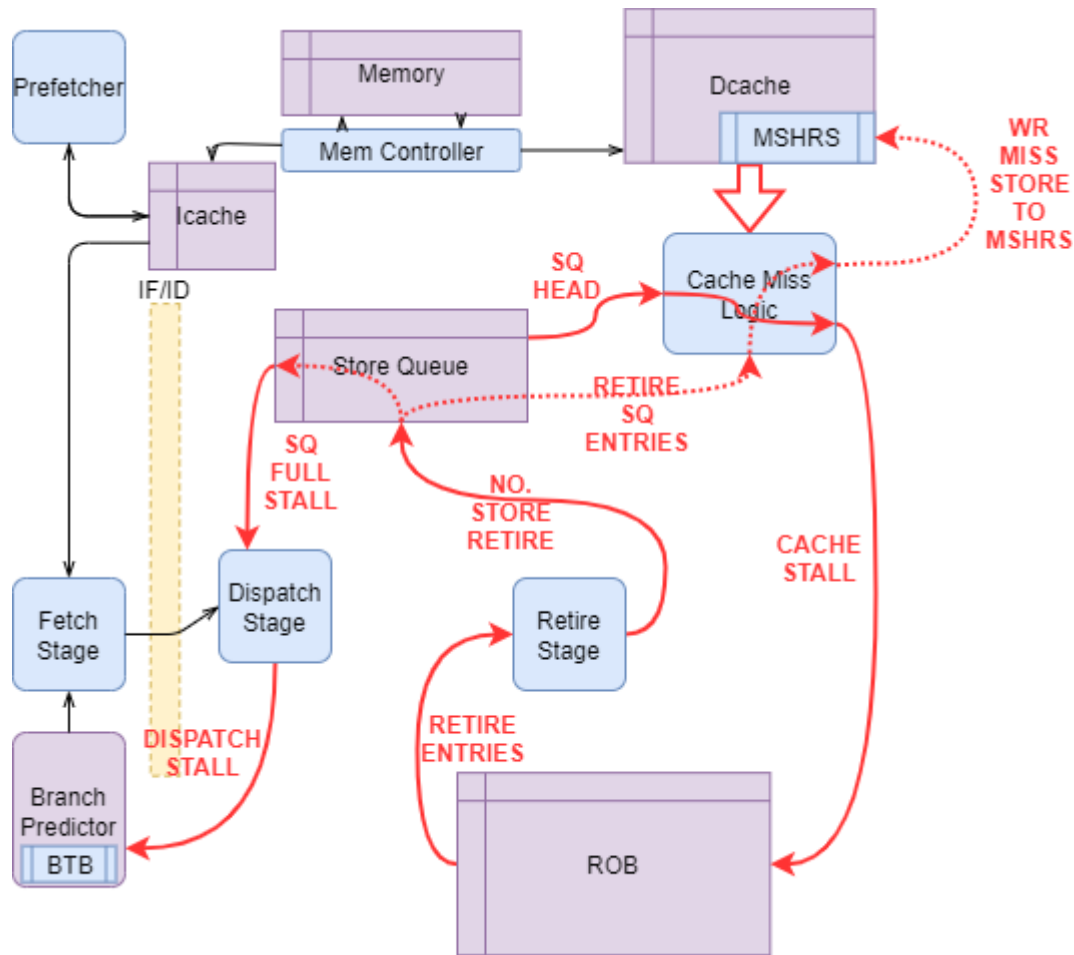 Prefetcher
Memory
Mem Controller
Dcache
MSHRS
WR
MISS
STORE
TO
MSHRS
Icache
IF/ID
SQ
HEAD
Cache Miss
Logic
Store Queue
RETIRE
SQ
ENTRIES
SQ
FULL
STALL
NO.
STORE
RETIRE
CACHE
STALL
Fetch
Stage
Dispatch
Stage
Retire
Stage
DISPATCH
STALL
RETIRE
ENTRIES
Branch
Predictor
BTB
ROB